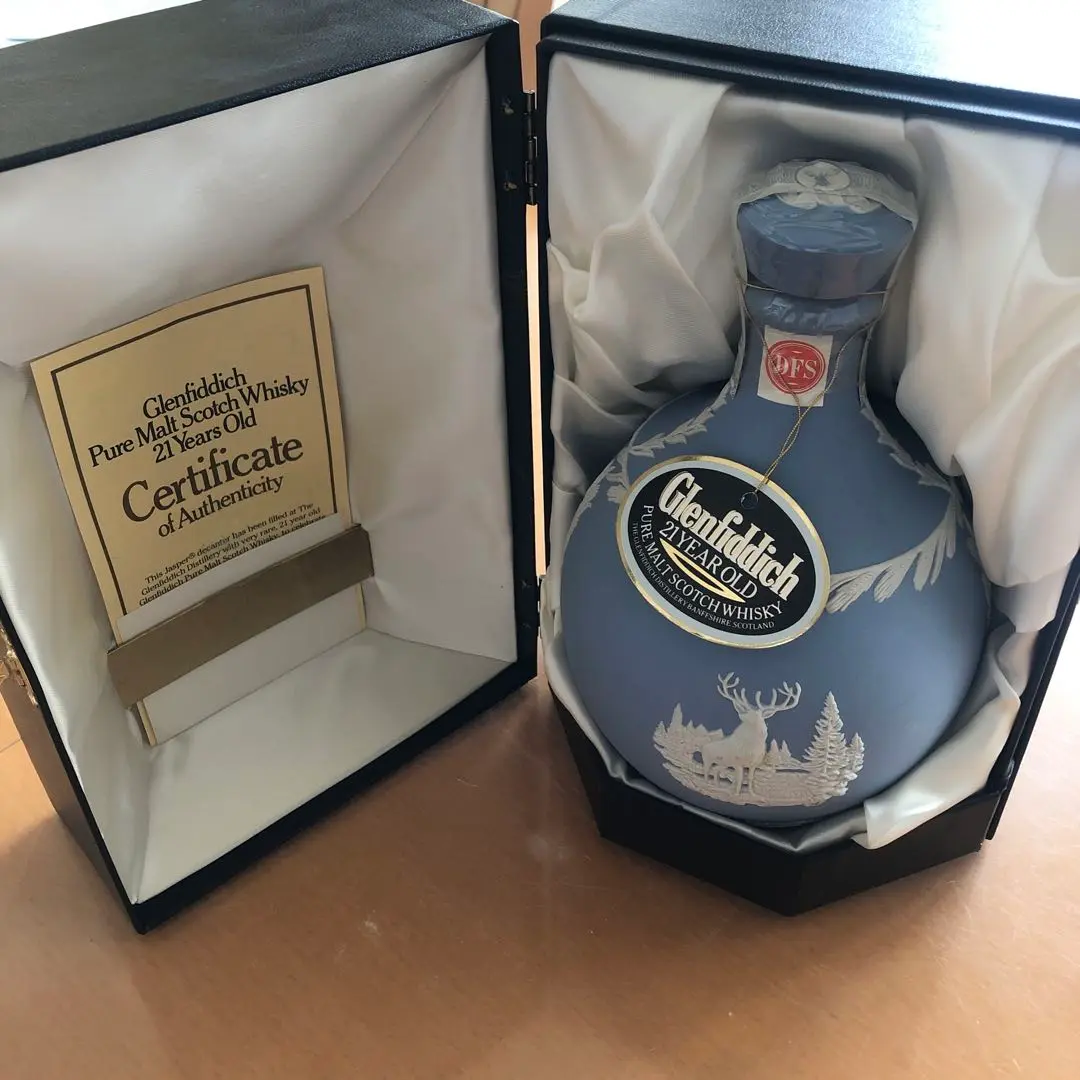 Glenfiddich
Pure Malt Scotch Whisky
21 Years Old
Certificate
of Authenticity
This Jasper® decanter has been filled at The
Glenfiddich Distillery with very rare, 21 year old
Glenfiddich Pure Malt Scotch Whisky, to celebrate
DFS
Glenfiddich
21 YEAR OLD
PURE MALT SCOTCH WHISKY
THE GLENFIDDICH DISTILLERY BANFFSHIRE SCOTLAND